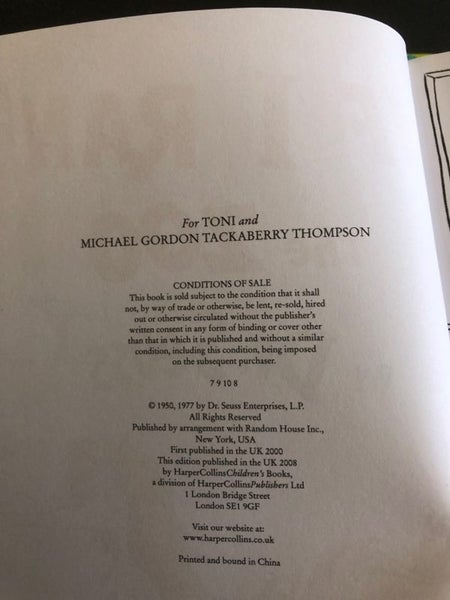 For TONI and
MICHAEL GORDON TACKABERRY THOMPSON
CONDITIONS OF SALE
This book is sold subject to the condition that it shall
not, by way of trade or otherwise, be lent, re-sold, hired
out or otherwise circulated without the publisher's
written consent in any form of binding or cover other
than that in which it is published and without a similar
condition, including this condition, being imposed
on the subsequent purchaser.
7 9 10 8
© 1950, 1977 by Dr. Seuss Enterprises, L.P.
All Rights Reserved
Published by arrangement with Random House Inc.,
New York, USA
First published in the UK 2000
This edition published in the UK 2008
by HarperCollinsChildren's Books,
a division of HarperCollinsPublishers Ltd
1 London Bridge Street
London SE1 9GF
Visit our website at:
www.harpercollins.co.uk
Printed and bound in China